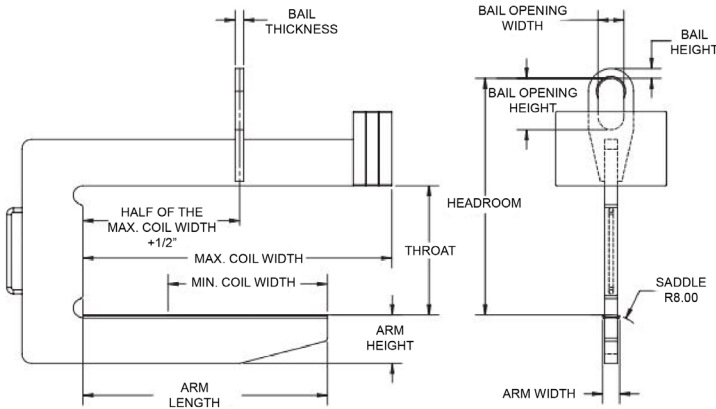 BAIL
THICKNESS
BAIL OPENING
WIDTH
BAIL
HEIGHT
BAIL OPENING
HEIGHT
HEADROOM
HALF OF THE
MAX. COIL WIDTH
+1/2"
THROAT
MAX. COIL WIDTH
MIN. COIL WIDTH
SADDLE
R8.00
ARM
HEIGHT
ARM
LENGTH
ARM WIDTH